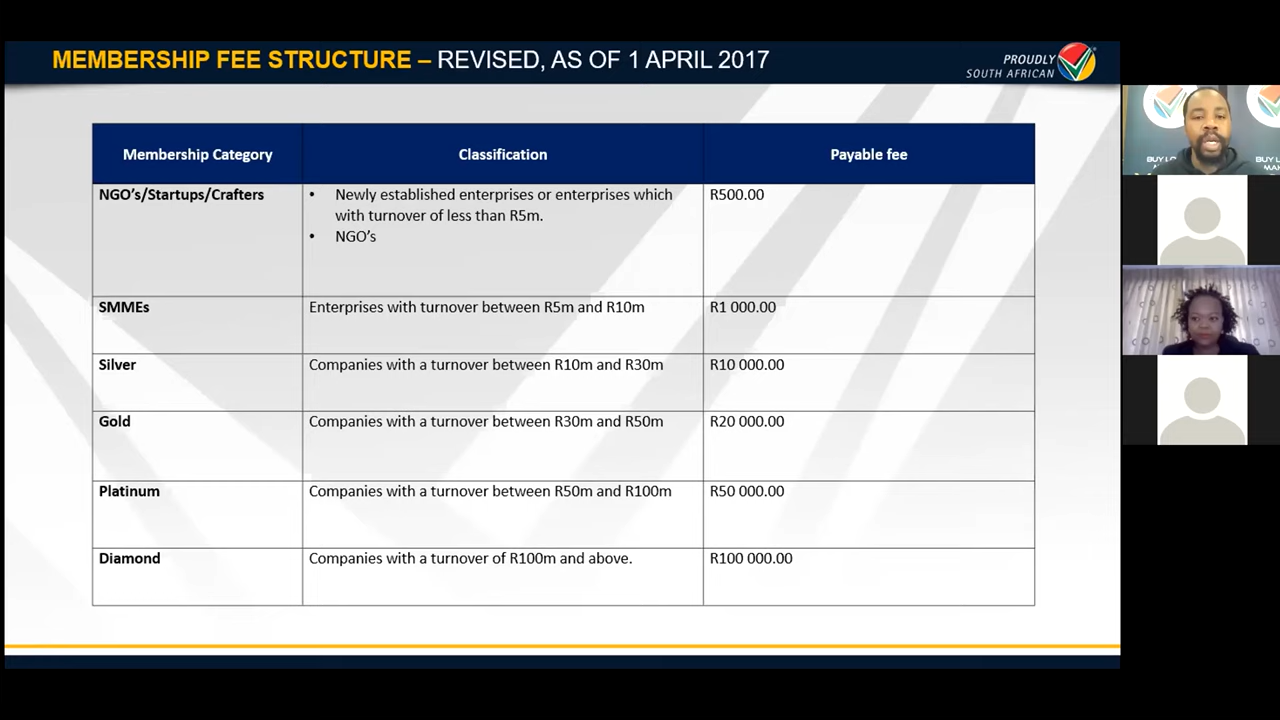 MEMBERSHIP FEE STRUCTURE – REVISED, AS OF 1 APRIL 2017
PROUDLY
SOUTH AFRICAN
Membership Category Classification Payable fee
NGO's/Startups/Crafters • Newly established enterprises or enterprises which R500.00
with turnover of less than R5m.
• NGO's
SMMEs Enterprises with turnover between R5m and R10m R1 000.00
Silver Companies with a turnover between R10m and R30m R10 000.00
Gold Companies with a turnover between R30m and R50m R20 000.00
Platinum Companies with a turnover between R50m and R100m R50 000.00
Diamond Companies with a turnover of R100m and above. R100 000.00
BUY LO